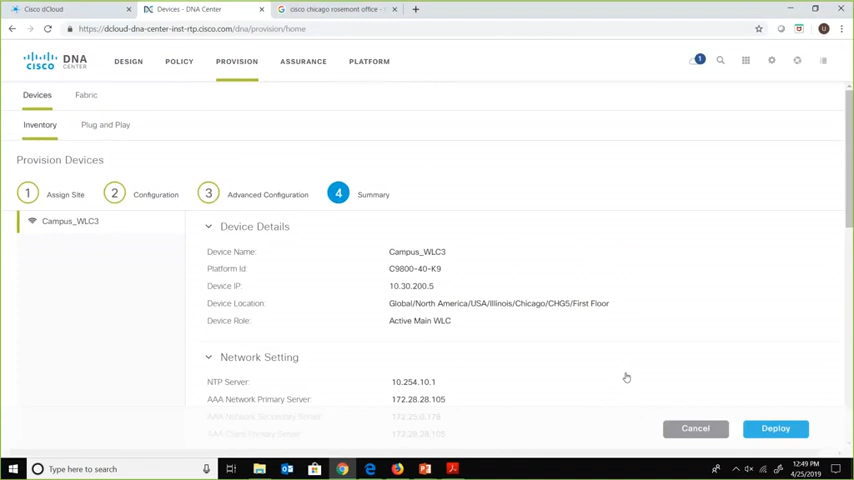 Cisco dCloud
Devices - DNA Center
cisco chicago rosemont office -
https://dcloud-dna-center-inst-rtp.cisco.com/dna/provision/home
U
cisco DNA CENTER
DESIGN POLICY PROVISION ASSURANCE PLATFORM
1
Devices Fabric
Inventory Plug and Play
Provision Devices
1 Assign Site 2 Configuration 3 Advanced Configuration 4 Summary
Campus_WLC3
Device Details
Device Name: Campus_WLC3
Platform Id: C9800-40-K9
Device IP: 10.30.200.5
Device Location: Global/North America/USA/Illinois/Chicago/CHG5/First Floor
Device Role: Active Main WLC
Network Setting
NTP Server: 10.254.10.1
AAA Network Primary Server: 172.28.28.105
AAA Network Secondary Server: 172.25.0.178
AAA Client Primary Server: 172.28.28.105
Cancel Deploy
Type here to search
12:49 PM
4/25/2019